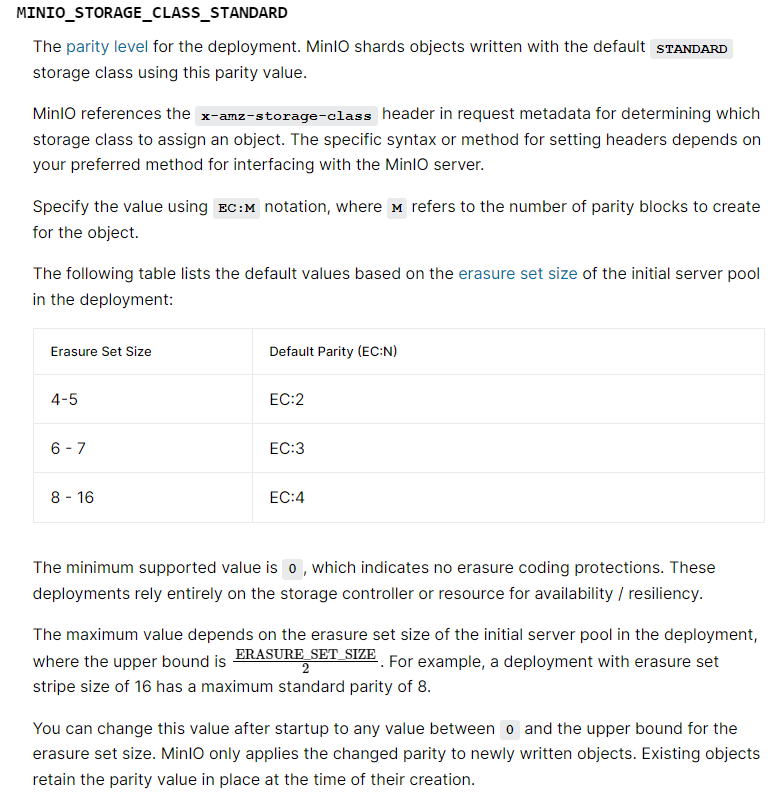 MINIO_STORAGE_CLASS_STANDARD
The parity level for the deployment. MinIO shards objects written with the default STANDARD
storage class using this parity value.
MinIO references the x-amz-storage-class header in request metadata for determining which
storage class to assign an object. The specific syntax or method for setting headers depends on
your preferred method for interfacing with the MinIO server.
Specify the value using EC:M notation, where M refers to the number of parity blocks to create
for the object.
The following table lists the default values based on the erasure set size of the initial server pool
in the deployment:
Erasure Set Size Default Parity (EC:N)
4-5 EC:2
6 - 7 EC:3
8 - 16 EC:4
The minimum supported value is 0 , which indicates no erasure coding protections. These
deployments rely entirely on the storage controller or resource for availability / resiliency.
The maximum value depends on the erasure set size of the initial server pool in the deployment,
where the upper bound is ERASURE_SET_SIZE/2 . For example, a deployment with erasure set
stripe size of 16 has a maximum standard parity of 8.
You can change this value after startup to any value between 0 and the upper bound for the
erasure set size. MinIO only applies the changed parity to newly written objects. Existing objects
retain the parity value in place at the time of their creation.